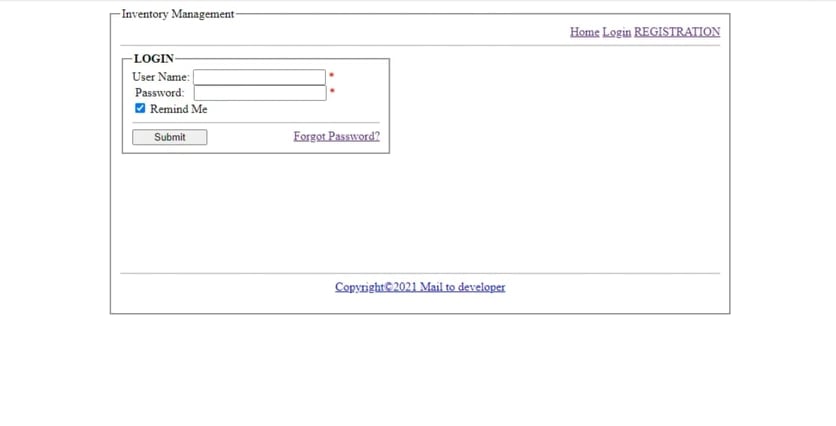 Inventory Management
Home Login REGISTRATION
LOGIN
User Name: *
Password: *
Remind Me
Submit Forgot Password?
Copyright©2021 Mail to developer